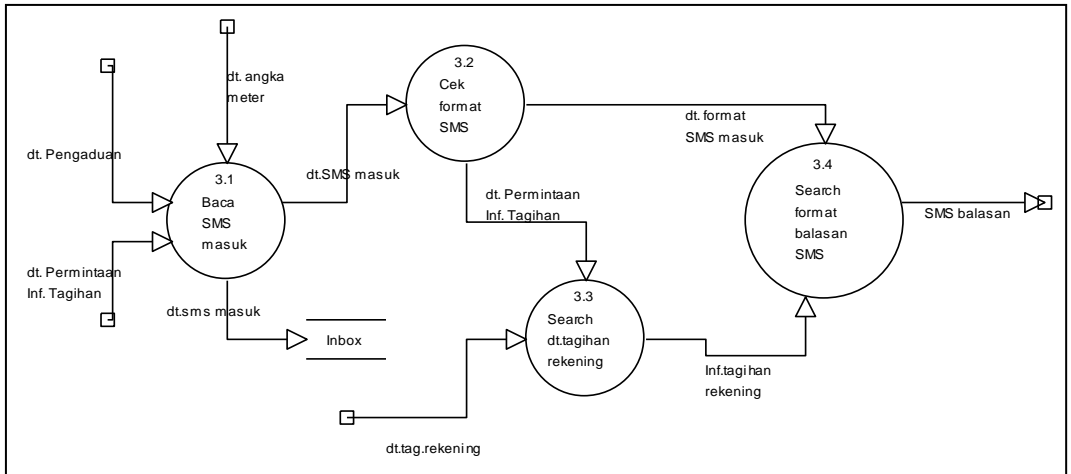 dt. angka
meter
dt. Pengaduan
3.1
Baca
SMS
masuk
dt. Permintaan
Inf. Tagihan
dt.sms masuk
Inbox
dt.SMS masuk
3.2
Cek
format
SMS
dt. format
SMS masuk
dt. Permintaan
Inf. Tagihan
3.3
Search
dt.tagihan
rekening
dt.tag.rekening
Inf.tagihan
rekening
3.4
Search
format
balasan
SMS
SMS balasan